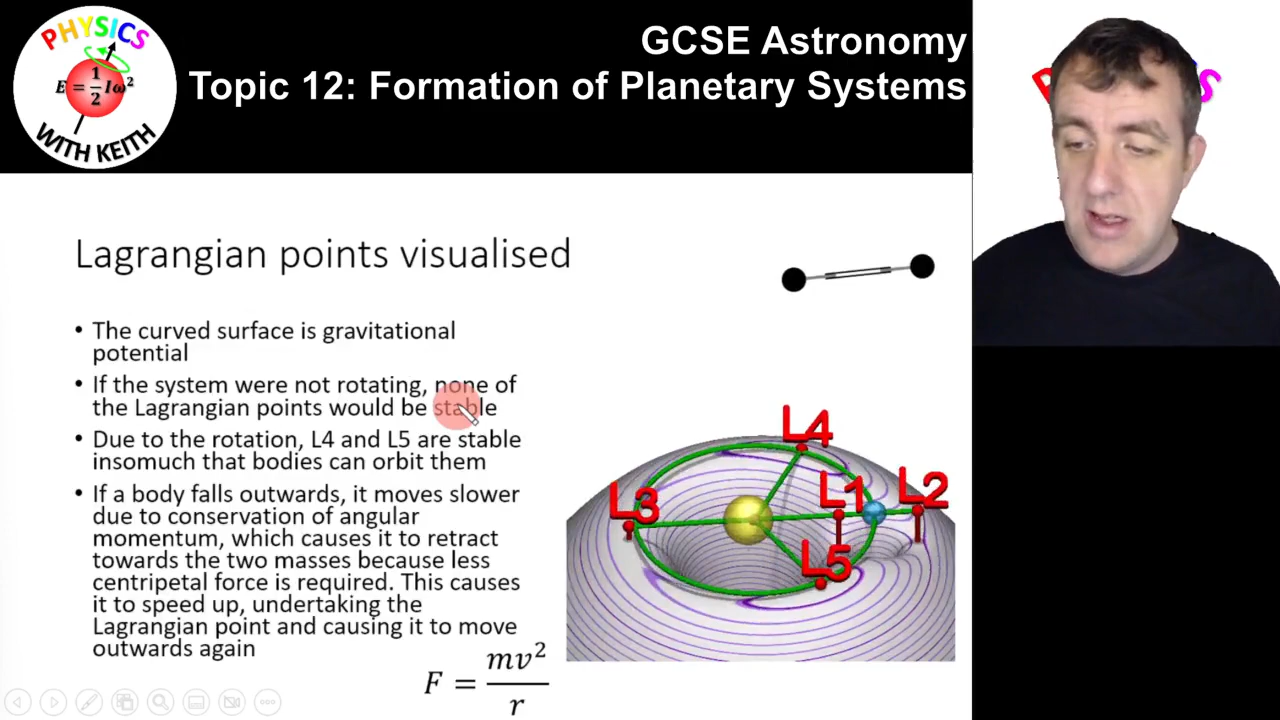 PHYSICS
E = 1/2 Iω²
WITH KEITH
GCSE Astronomy
Topic 12: Formation of Planetary Systems
Lagrangian points visualised
• The curved surface is gravitational
potential
• If the system were not rotating, none of
the Lagrangian points would be stable
• Due to the rotation, L4 and L5 are stable
insomuch that bodies can orbit them
• If a body falls outwards, it moves slower
due to conservation of angular
momentum, which causes it to retract
towards the two masses because less
centripetal force is required. This causes
it to speed up, undertaking the
Lagrangian point and causing it to move
outwards again
F = mv²/r
L4
L3
L1
L2
L5